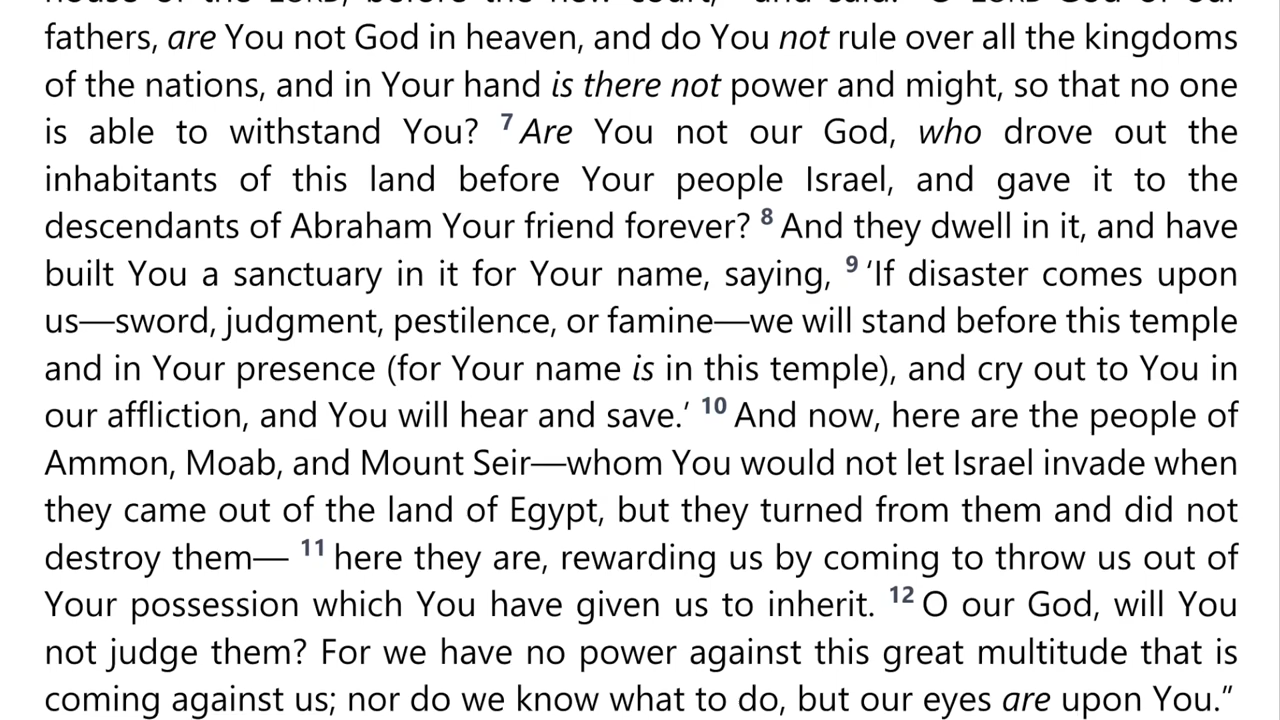 fathers, are You not God in heaven, and do You not rule over all the kingdoms
of the nations, and in Your hand is there not power and might, so that no one
is able to withstand You? 7 Are You not our God, who drove out the
inhabitants of this land before Your people Israel, and gave it to the
descendants of Abraham Your friend forever? 8 And they dwell in it, and have
built You a sanctuary in it for Your name, saying, 9 ‘If disaster comes upon
us—sword, judgment, pestilence, or famine—we will stand before this temple
and in Your presence (for Your name is in this temple), and cry out to You in
our affliction, and You will hear and save.’ 10 And now, here are the people of
Ammon, Moab, and Mount Seir—whom You would not let Israel invade when
they came out of the land of Egypt, but they turned from them and did not
destroy them— 11 here they are, rewarding us by coming to throw us out of
Your possession which You have given us to inherit. 12 O our God, will You
not judge them? For we have no power against this great multitude that is
coming against us; nor do we know what to do, but our eyes are upon You.”